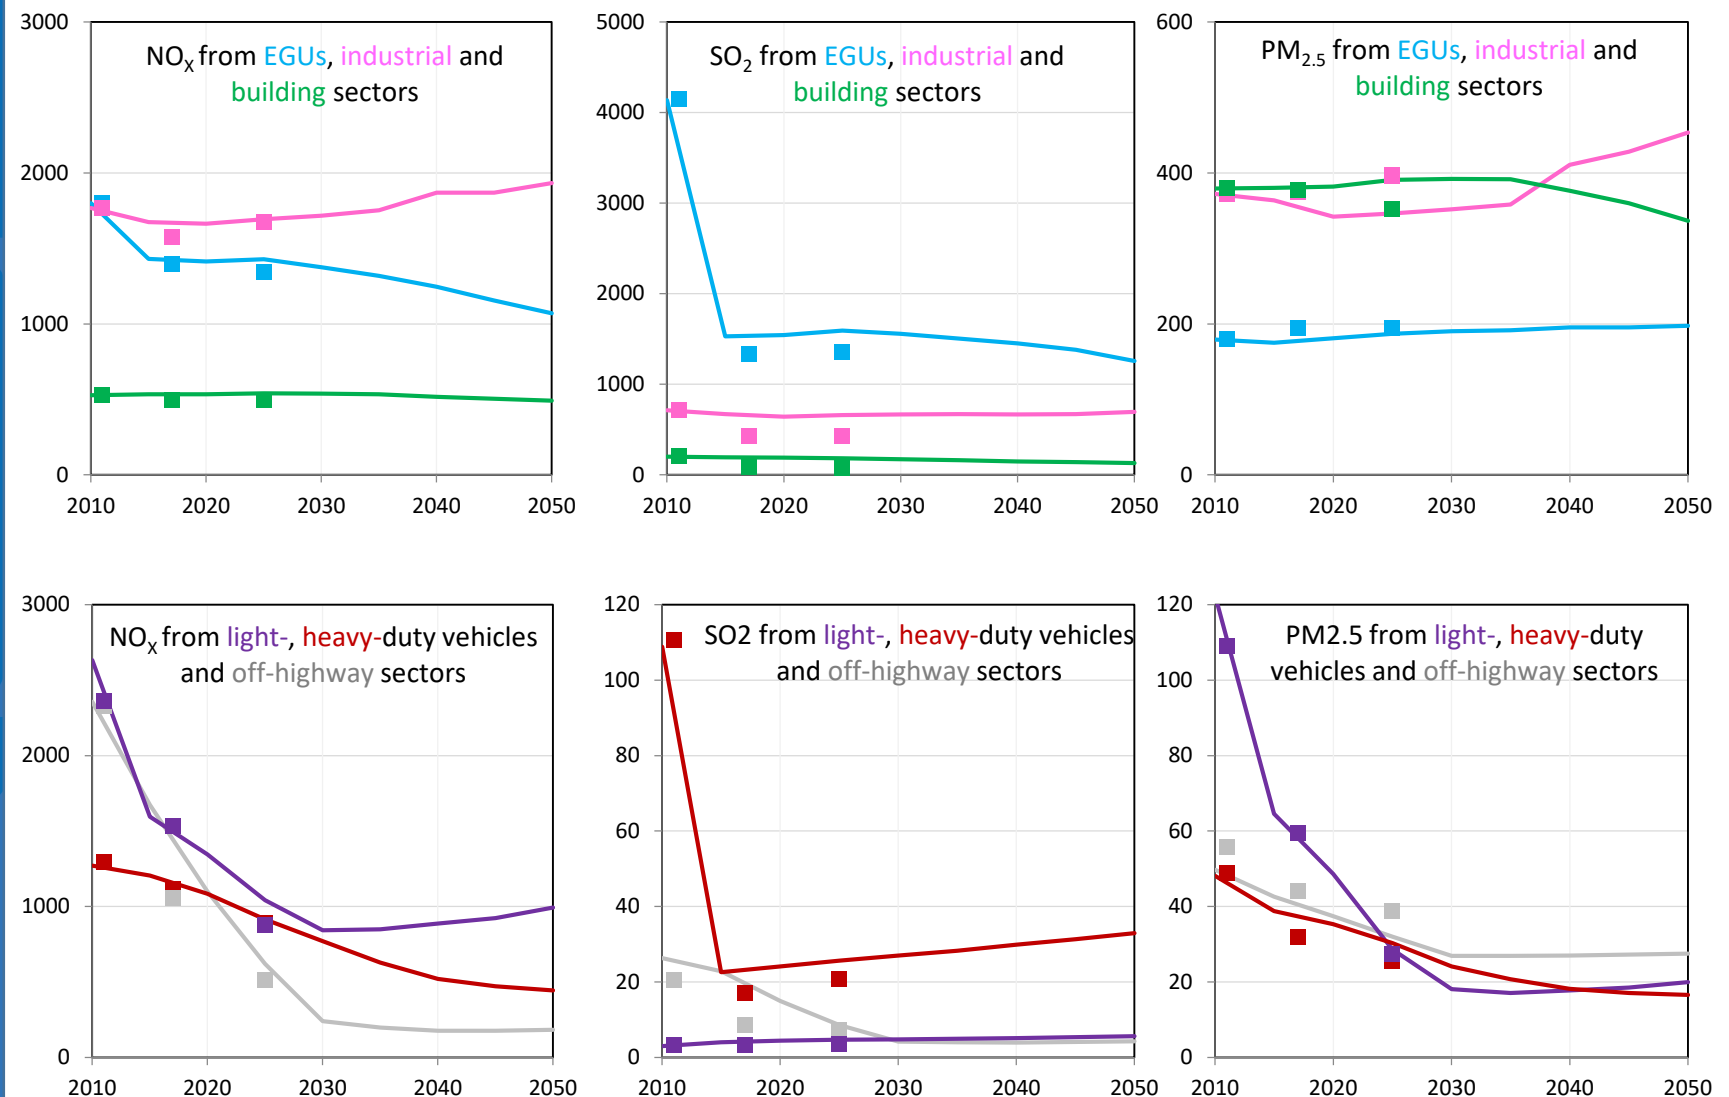 3000
2000
1000
0
2010 2020 2030 2040 2050
NOX from EGUs, industrial and
building sectors
5000
4000
3000
2000
1000
0
2010 2020 2030 2040 2050
SO2 from EGUs, industrial and
building sectors
600
400
200
0
2010 2020 2030 2040 2050
PM2.5 from EGUs, industrial and
building sectors
3000
2000
1000
0
2010 2020 2030 2040 2050
NOX from light-, heavy-duty vehicles
and off-highway sectors
120
100
80
60
40
20
0
2010 2020 2030 2040 2050
SO2 from light-, heavy-duty vehicles
and off-highway sectors
120
100
80
60
40
20
0
2010 2020 2030 2040 2050
PM2.5 from light-, heavy-duty
vehicles and off-highway sectors